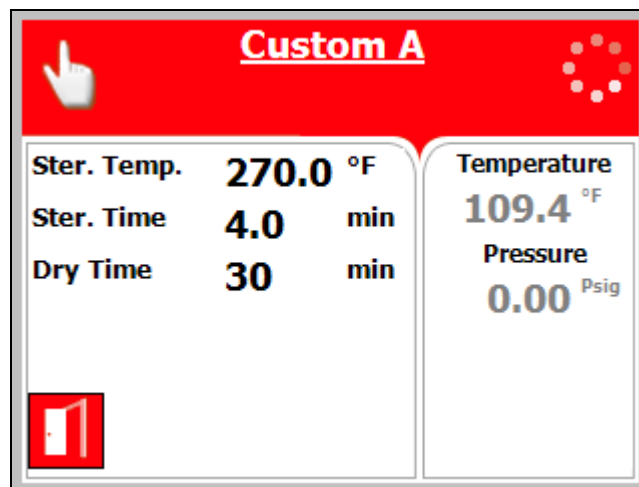 Custom A
Ster. Temp. 270.0 °F
Ster. Time 4.0 min
Dry Time 30 min
Temperature
109.4 °F
Pressure
0.00 Psig